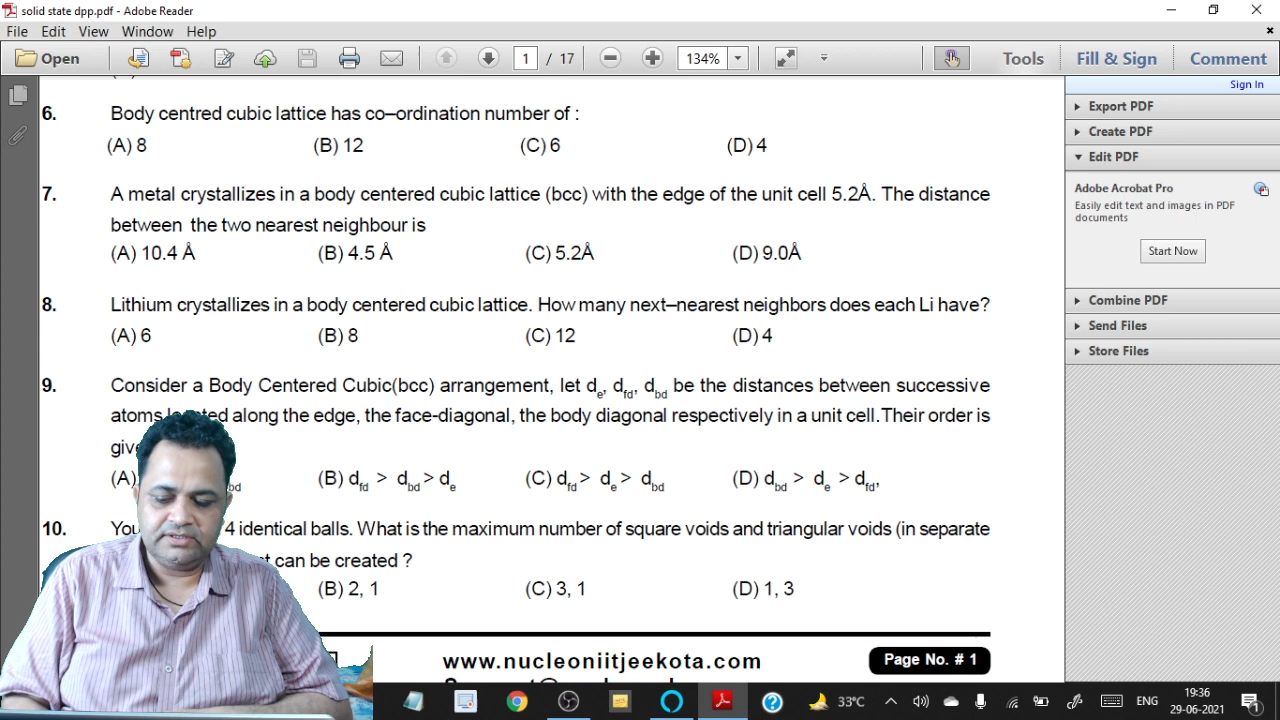 solid state dpp.pdf - Adobe Reader
File Edit View Window Help
Open 1 / 17 134% Tools Fill & Sign Comment
Sign In
Export PDF
Create PDF
Edit PDF
Adobe Acrobat Pro
Easily edit text and images in PDF
documents
Start Now
Combine PDF
Send Files
Store Files
6. Body centred cubic lattice has co–ordination number of :
(A) 8 (B) 12 (C) 6 (D) 4
7. A metal crystallizes in a body centered cubic lattice (bcc) with the edge of the unit cell 5.2Å. The distance
between the two nearest neighbour is
(A) 10.4 Å (B) 4.5 Å (C) 5.2Å (D) 9.0Å
8. Lithium crystallizes in a body centered cubic lattice. How many next–nearest neighbors does each Li have?
(A) 6 (B) 8 (C) 12 (D) 4
9. Consider a Body Centered Cubic(bcc) arrangement, let d_e, d_fd, d_bd be the distances between successive
atoms located along the edge, the face-diagonal, the body diagonal respectively in a unit cell.Their order is
(A) bd (B) d_fd > d_bd > d_e (C) d_fd > d_e > d_bd (D) d_bd > d_e > d_fd,
10. You 4 identical balls. What is the maximum number of square voids and triangular voids (in separate
can be created ?
(B) 2, 1 (C) 3, 1 (D) 1, 3
www.nucleoniitjeekota.com Page No. # 1
33°C ENG 19:36
29-06-2021 1